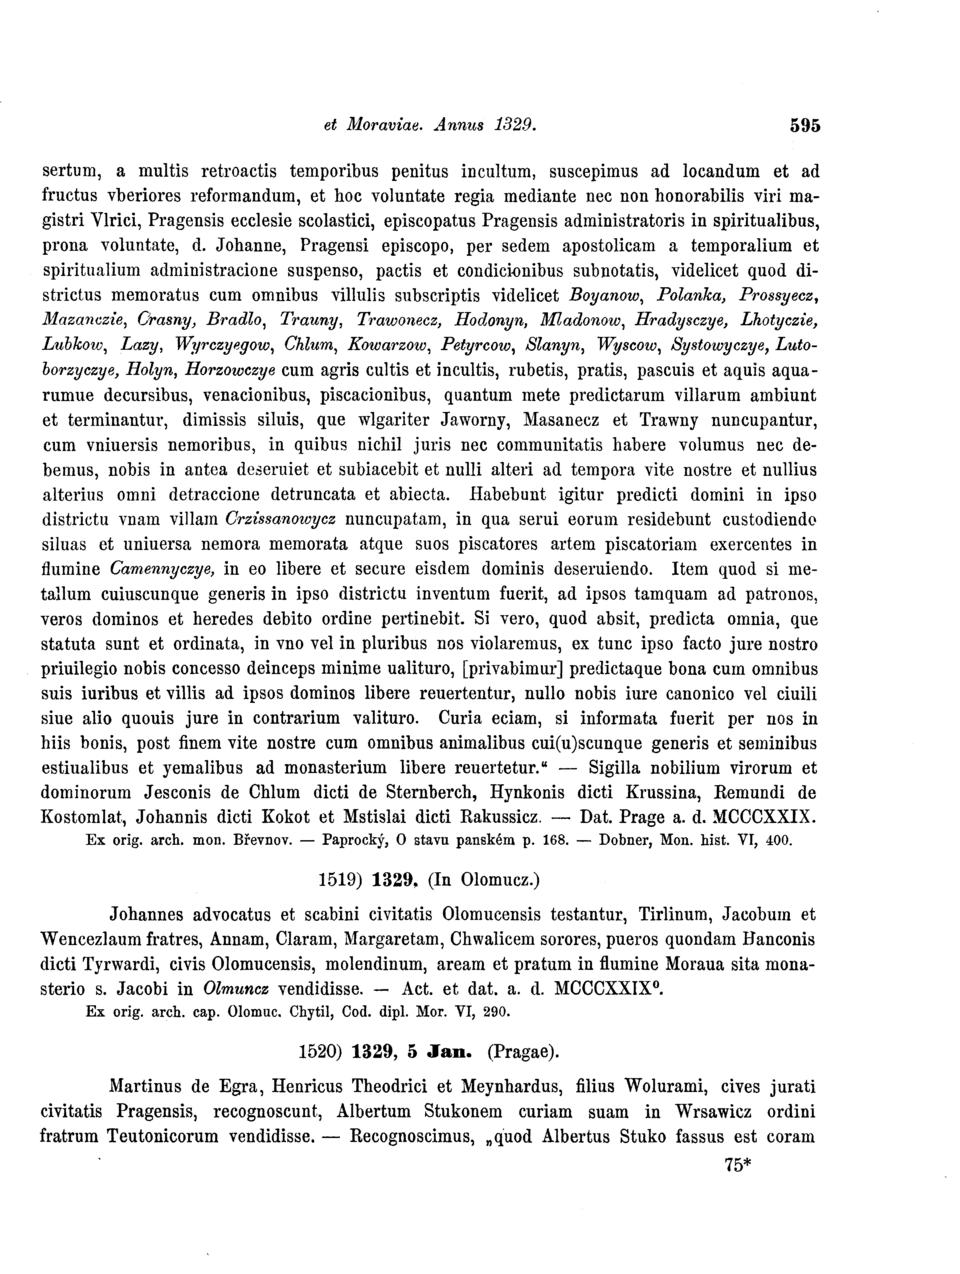 et Moraviae. Annus 1329. 595
sertum, a multis retroactis temporibus penitus incultum, suscepimus ad locandum et ad
fructus vberiores reformandum, et hoc voluntate regia mediante nec non honorabilis viri ma-
gistri Vlrici, Pragensis ecclesie scolastici, episcopatus Pragensis administratoris in spiritualibus,
prona voluntate, d. Johanne, Pragensi episcopo, per sedem apostolicam a temporalium et
spiritualium administracione suspenso, pactis et condicionibus subnotatis, videlicet quod di-
strictus memoratus cum omnibus villulis subscriptis videlicet Boyanow, Polanka, Prossyecz,
Mazanczie, Crasny, Bradlo, Trauny, Trawonecz, Hodonyn, Mladonow, Hradysczye, Lhotyczie,
Lubkow, Lazy, Wyrczyegow, Chlum, Kowarzow, Petyrcow, Slanyn, Wyscow, Systowyczye, Luto-
borzyczye, Holyn, Horzowczye cum agris cultis et incultis, rubetis, pratis, pascuis et aquis aqua-
rumue decursibus, venacionibus, piscacionibus, quantum mete predictarum villarum ambiunt
et terminantur, dimissis siluis, que wlgariter Jaworny, Masanecz et Trawny nuncupantur,
cum vniuersis nemoribus, in quibus nichil juris nec communitatis habere volumus nec de-
bemus, nobis in antea deseruiet et subiacebit et nulli alteri ad tempora vite nostre et nullius
alterius omni detraccione detruncata et abiecta. Habebunt igitur predicti domini in ipso
districtu vnam villam Crzissanowycz nuncupatam, in qua serui eorum residebunt custodiendo
siluas et uniuersa nemora memorata atque suos piscatores artem piscatoriam exercentes in
flumine Camennyczye, in eo libere et secure eisdem dominis deseruiendo. Item quod si me-
tallum cuiuscunque generis in ipso districtu inventum fuerit, ad ipsos tamquam ad patronos,
veros dominos et heredes debito ordine pertinebit. Si vero, quod absit, predicta omnia, que
statuta sunt et ordinata, in vno vel in pluribus nos violaremus, ex tunc ipso facto jure nostro
priuilegio nobis concesso deinceps minime ualituro, [privabimur] predictaque bona cum omnibus
suis iuribus et villis ad ipsos dominos libere reuertentur, nullo nobis iure canonico vel ciuili
siue alio quouis jure in contrarium valituro. Curia eciam, si informata fuerit per nos in
hiis bonis, post finem vite nostre cum omnibus animalibus cui(u)scunque generis et seminibus
estiualibus et yemalibus ad monasterium libere reuertetur.“ — Sigilla nobilium virorum et
dominorum Jesconis de Chlum dicti de Sternberch, Hynkonis dicti Krussina, Remundi de
Kostomlat, Johannis dicti Kokot et Mstislai dicti Rakussicz. — Dat. Prage a. d. MCCCXXIX.
Ex orig. arch. mon. Břevnov. — Paprocký, O stavu panském p. 168. — Dobner, Mon. hist. VI, 400.
1519) 1329. (In Olomucz.)
Johannes advocatus et scabini civitatis Olomucensis testantur, Tirlinum, Jacobum et
Wencezlaum fratres, Annam, Claram, Margaretam, Chwalicem sorores, pueros quondam Hanconis
dicti Tyrwardi, civis Olomucensis, molendinum, aream et pratum in flumine Moraua sita mona-
sterio s. Jacobi in Olmuncz vendidisse. — Act. et dat. a. d. MCCCXXIX⁰.
Ex orig. arch. cap. Olomuc. Chytil, Cod. dipl. Mor. VI, 290.
1520) 1329, 5 Jan. (Pragae).
Martinus de Egra, Henricus Theodrici et Meynhardus, filius Wolurami, cives jurati
civitatis Pragensis, recognoscunt, Albertum Stukonem curiam suam in Wrsawicz ordini
fratrum Teutonicorum vendidisse. — Recognoscimus, „quod Albertus Stuko fassus est coram
75*